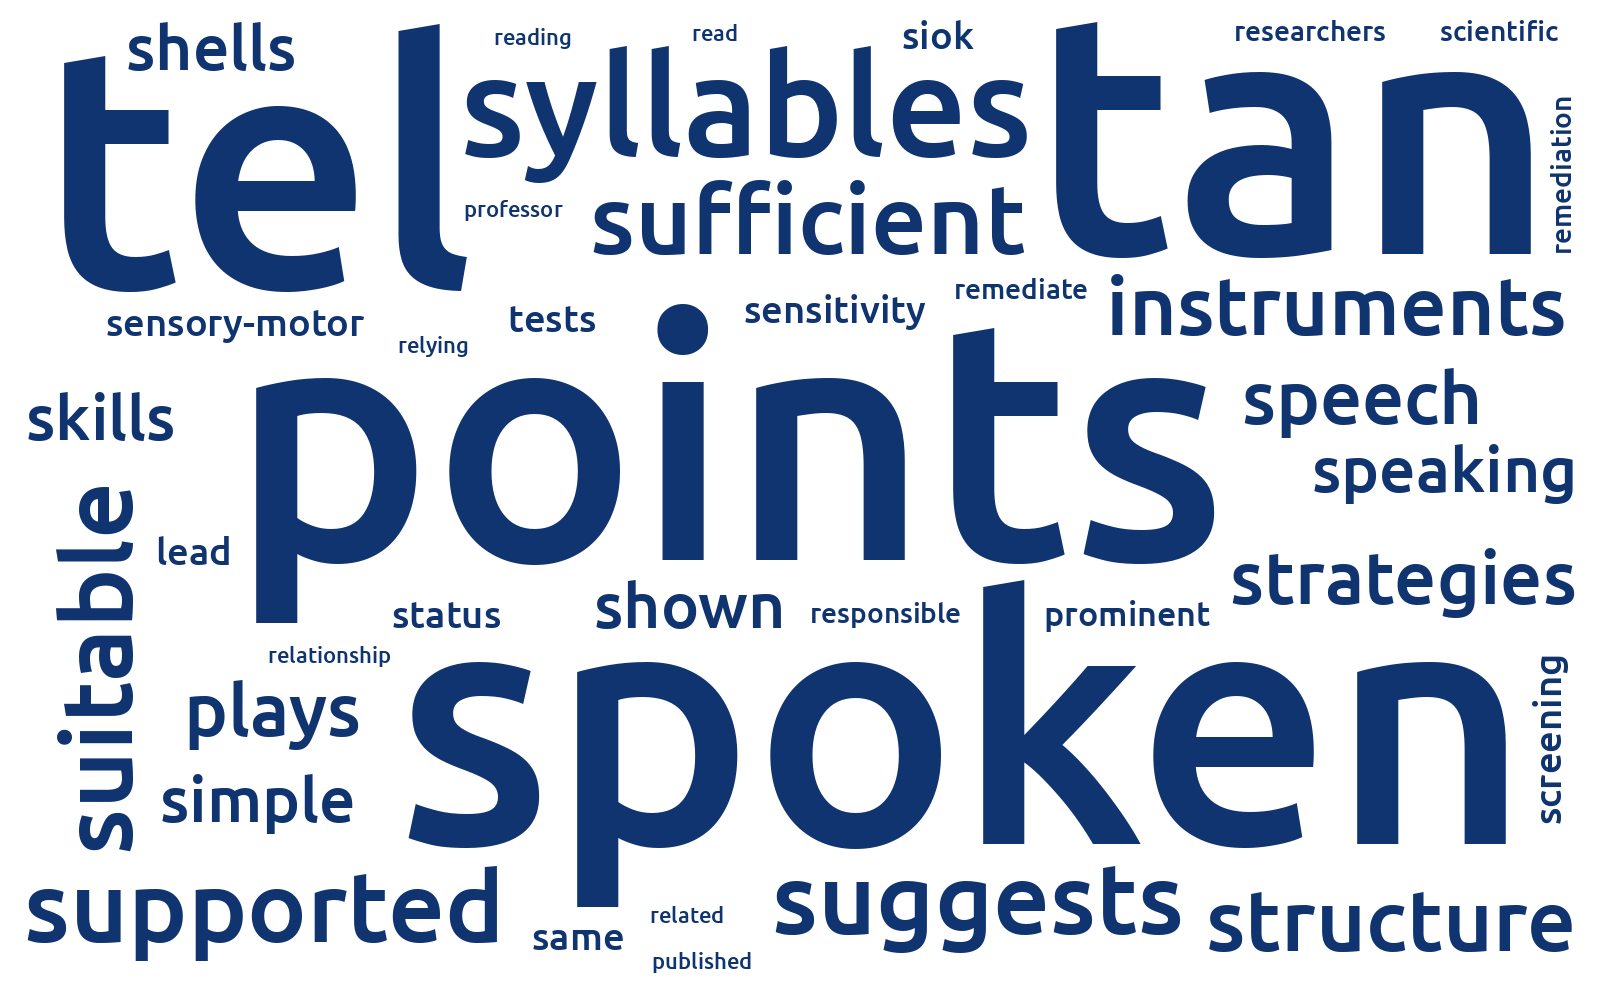 shells
reading
read
siok
researchers
scientific
tel
syllables
tan
remediation
professor
sufficient
sensory-motor
relying
tests
sensitivity
remediate
instruments
skills
points
speech
speaking
suitable
lead
strategies
status
shown
responsible
prominent
relationship
plays
spoken
screening
simple
supported
same
related
published
suggests
structure